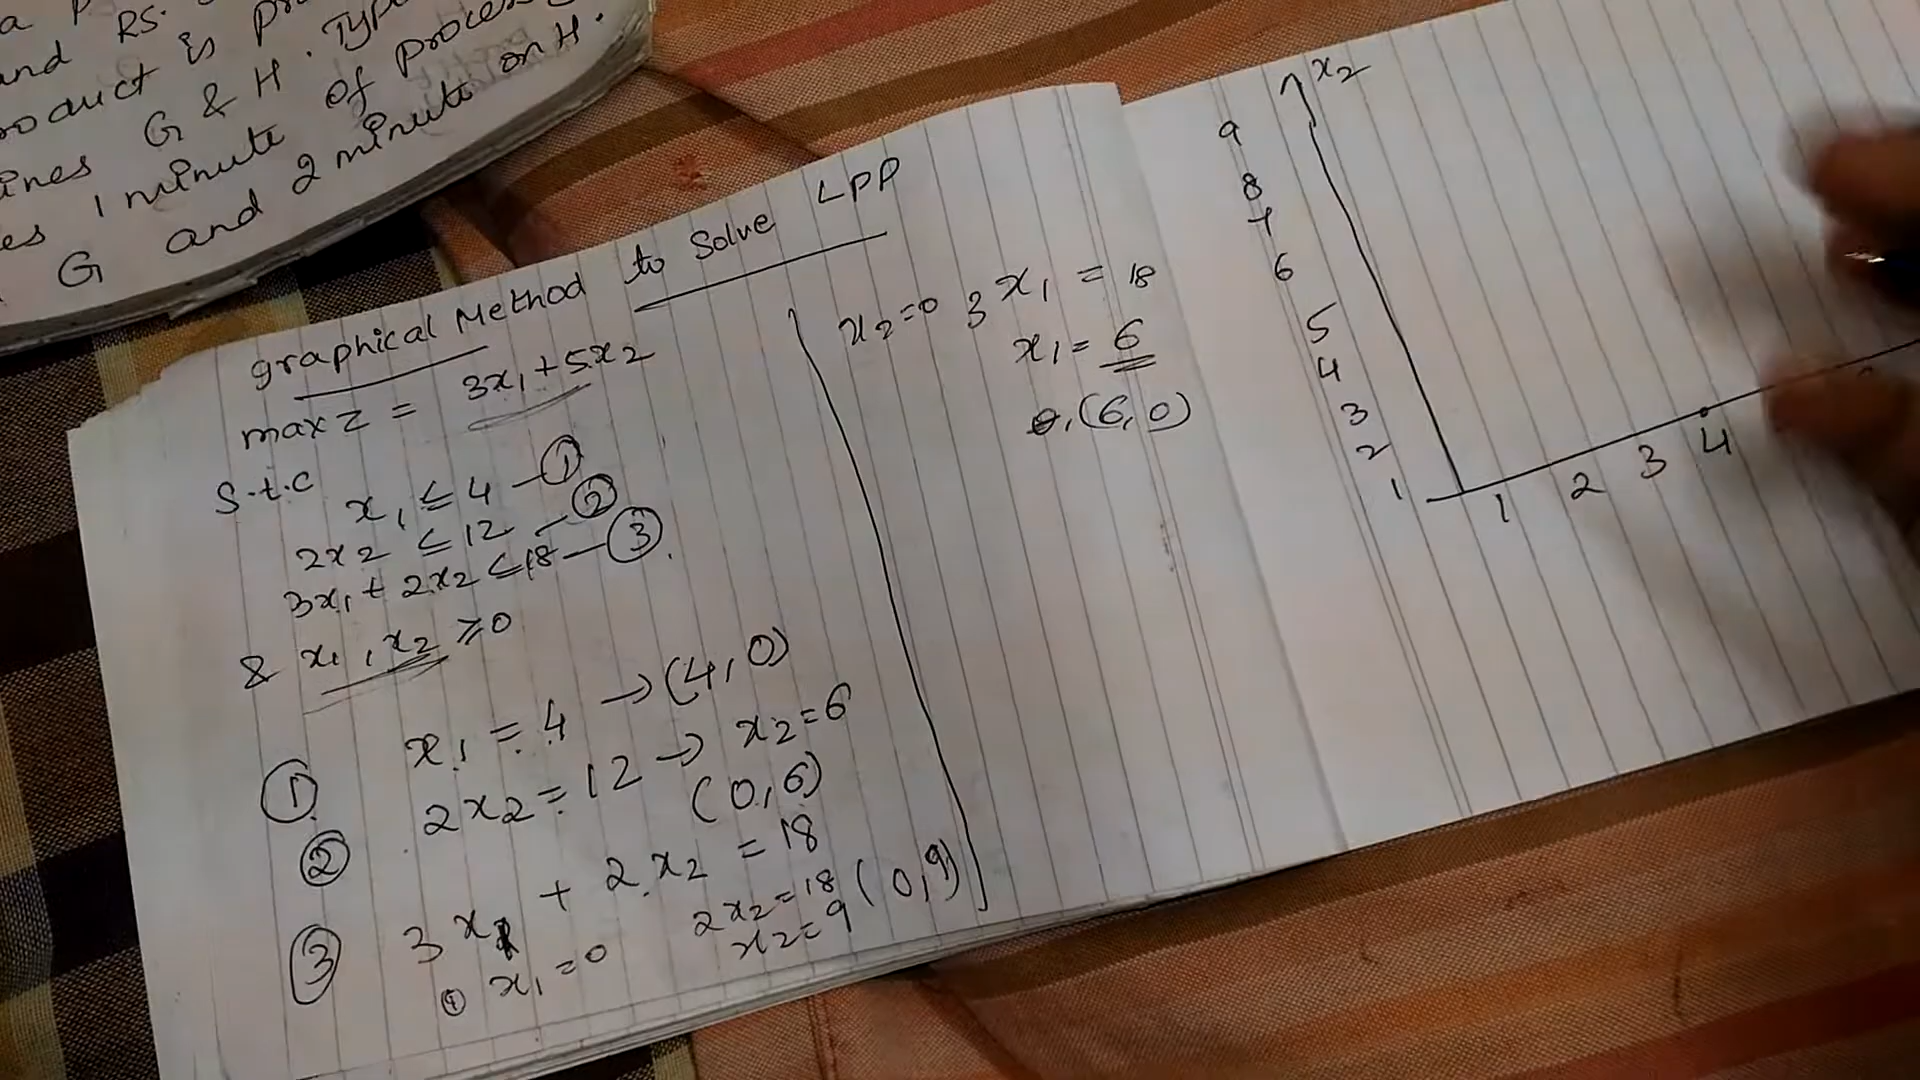 and RS.
product is
G & H. Type
1 minute of process
G and 2 minute on H.
graphical Method to Solve LPP
max Z = 3x1 + 5x2
S.t.c
x1 ≤ 4 - ①
2x2 ≤ 12 - ②
3x1 + 2x2 ≤ 18 - ③.
& x1, x2 ≥ 0
① x1 = 4 → (4, 0)
② 2x2 = 12 → x2 = 6
(0, 6)
③ 3x1 + 2x2 = 18
x1 = 0 2x2 = 18 (0, 9)
x2 = 9
x2 = 0 3x1 = 18
x1 = 6
(6, 0)
x2
9
8
7
6
5
4
3
2
1
1 2 3 4